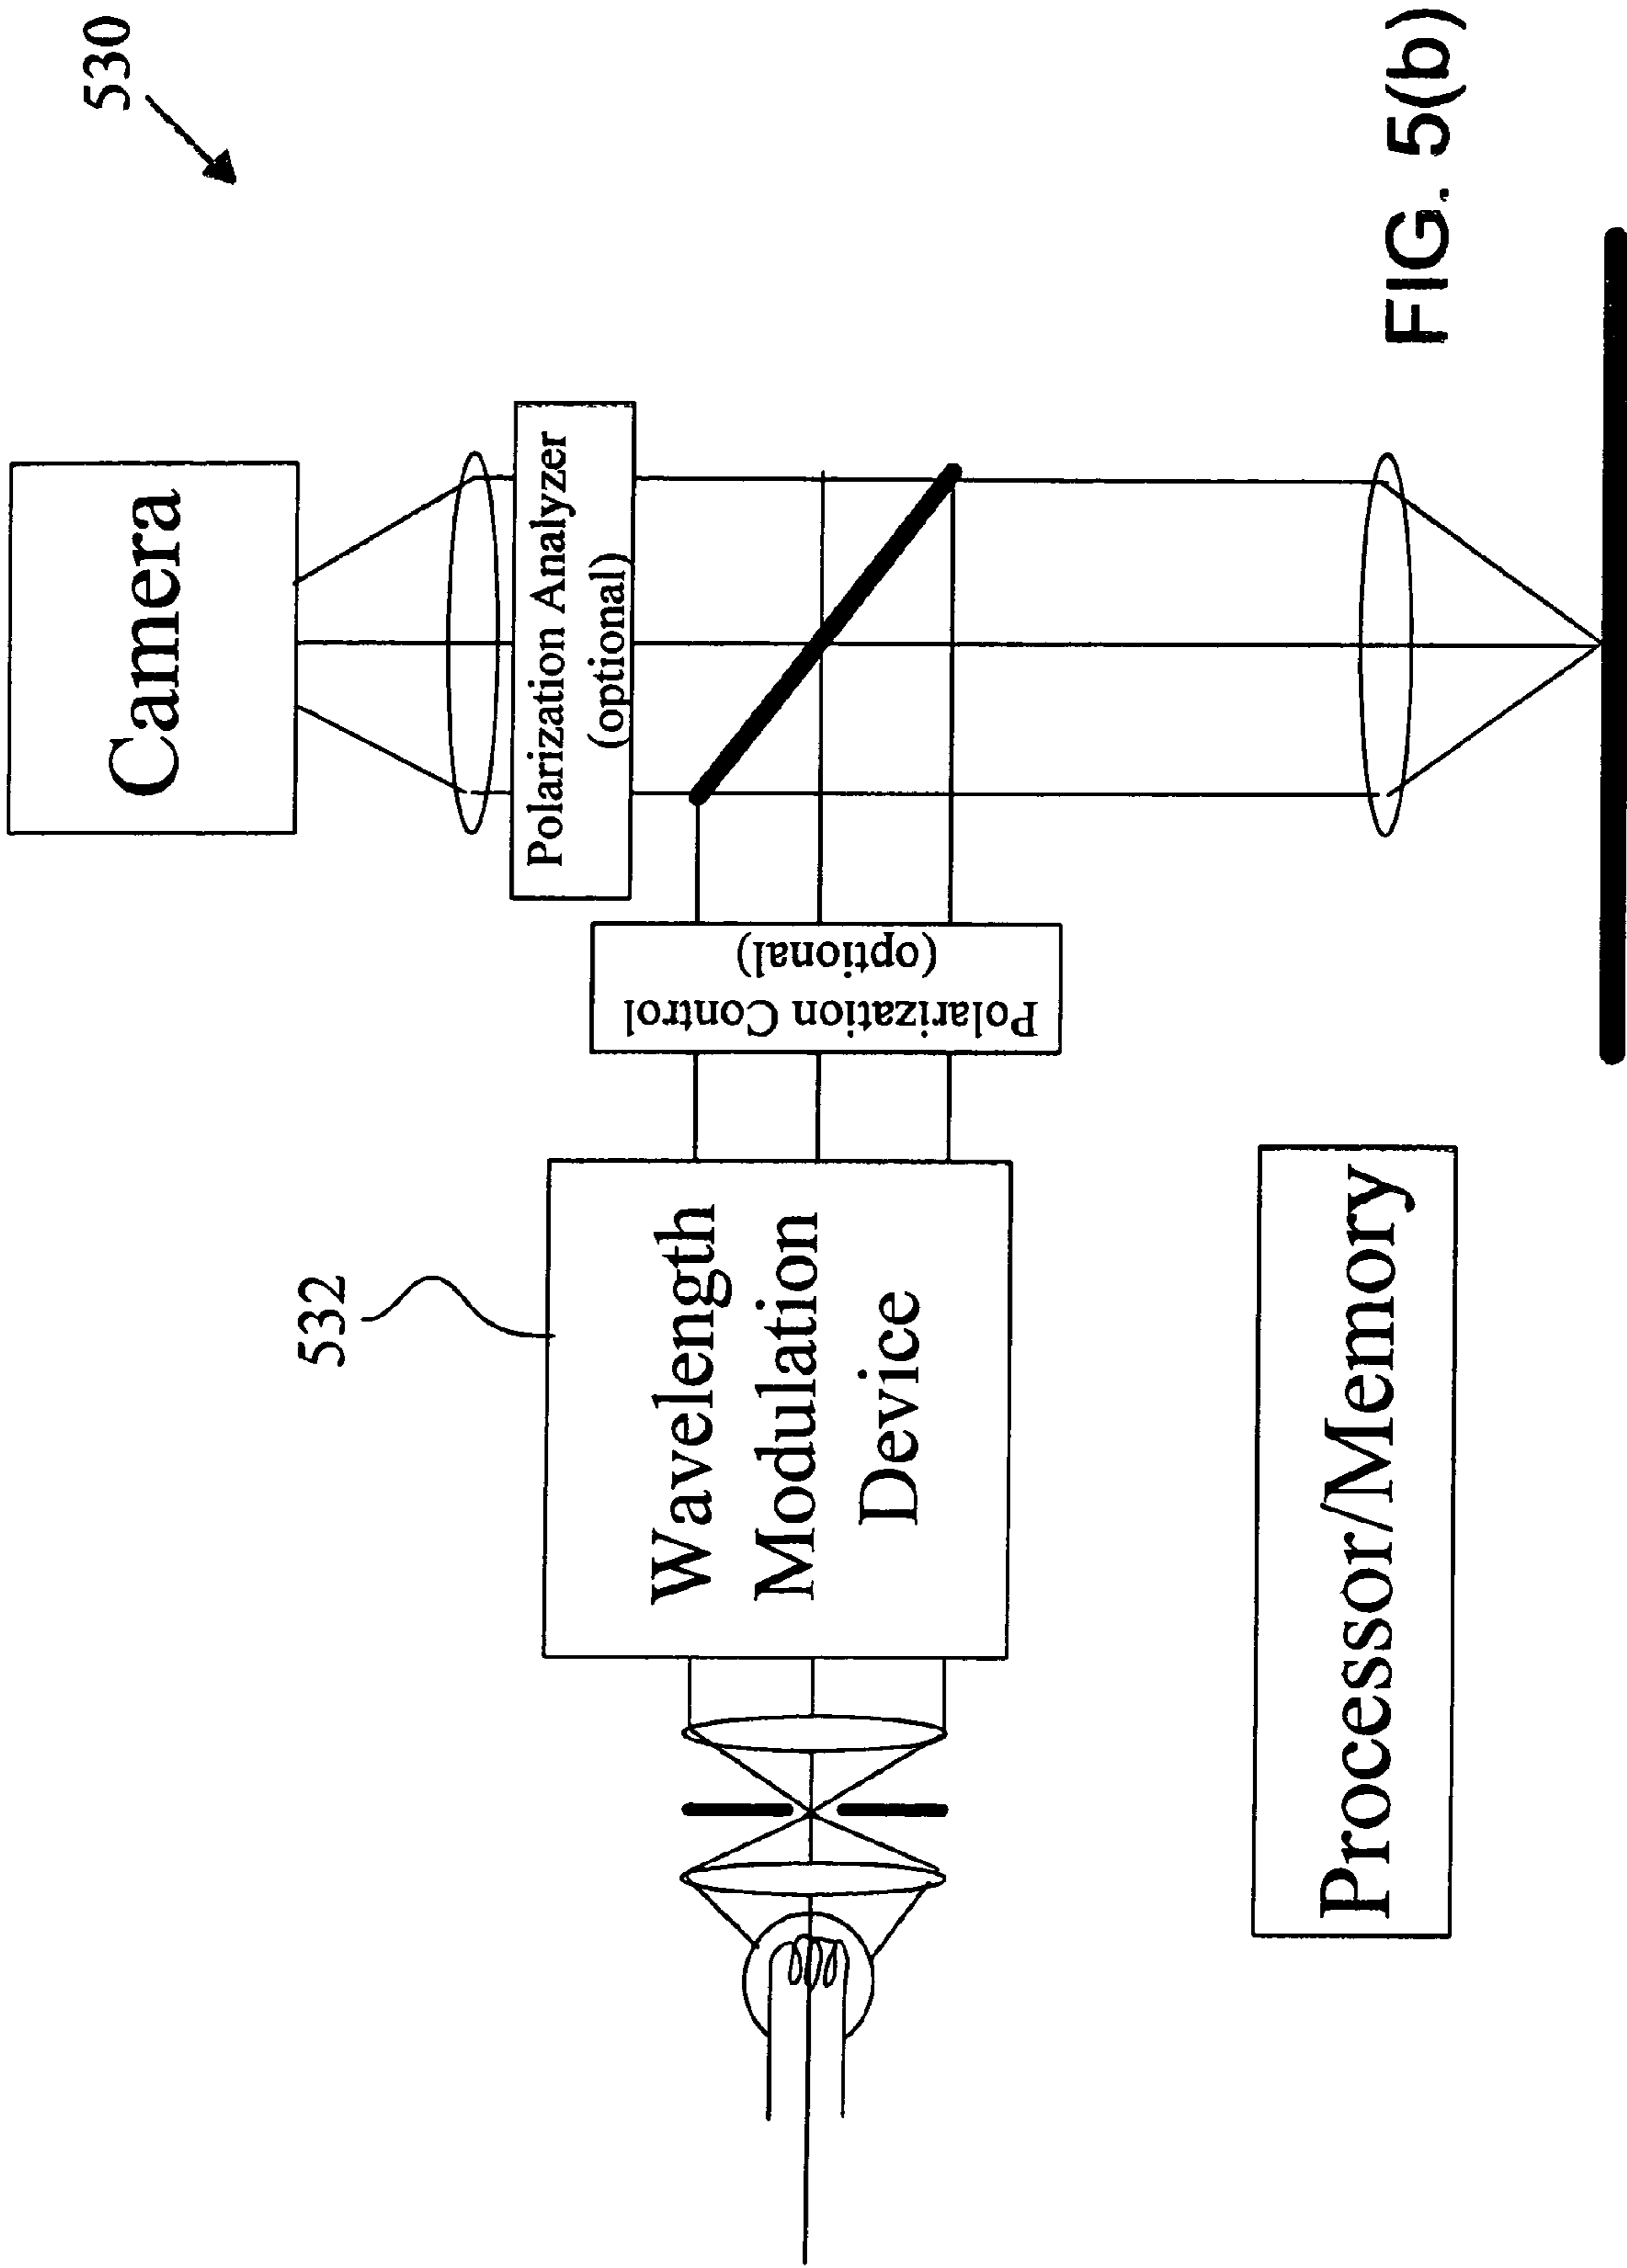 530
Camera
Polarization Analyzer
(optional)
Polarization Control
(optional)
532
Wavelength
Modulation
Device
Processor/Memory
FIG. 5(b)